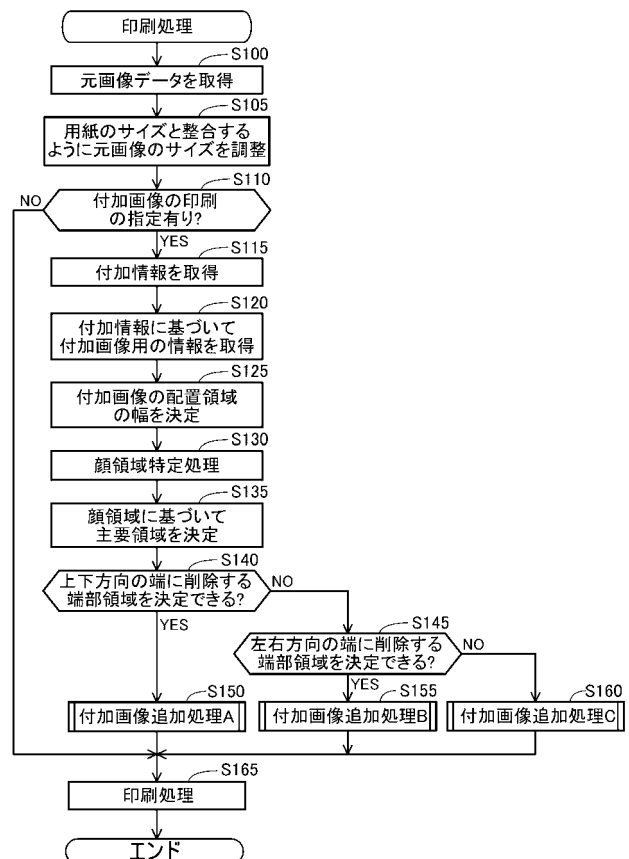 印刷処理
S100
元画像データを取得
S105
用紙のサイズと整合する
ように元画像のサイズを調整
S110
NO
付加画像の印刷
の指定有り?
YES
S115
付加情報を取得
S120
付加情報に基づいて
付加画像用の情報を取得
S125
付加画像の配置領域
の幅を決定
S130
顔領域特定処理
S135
顔領域に基づいて
主要領域を決定
S140
上下方向の端に削除する
端部領域を決定できる?
NO
YES
S145
左右方向の端に削除する
端部領域を決定できる?
NO
YES
S150
付加画像追加処理A
S155
付加画像追加処理B
S160
付加画像追加処理C
S165
印刷処理
エンド